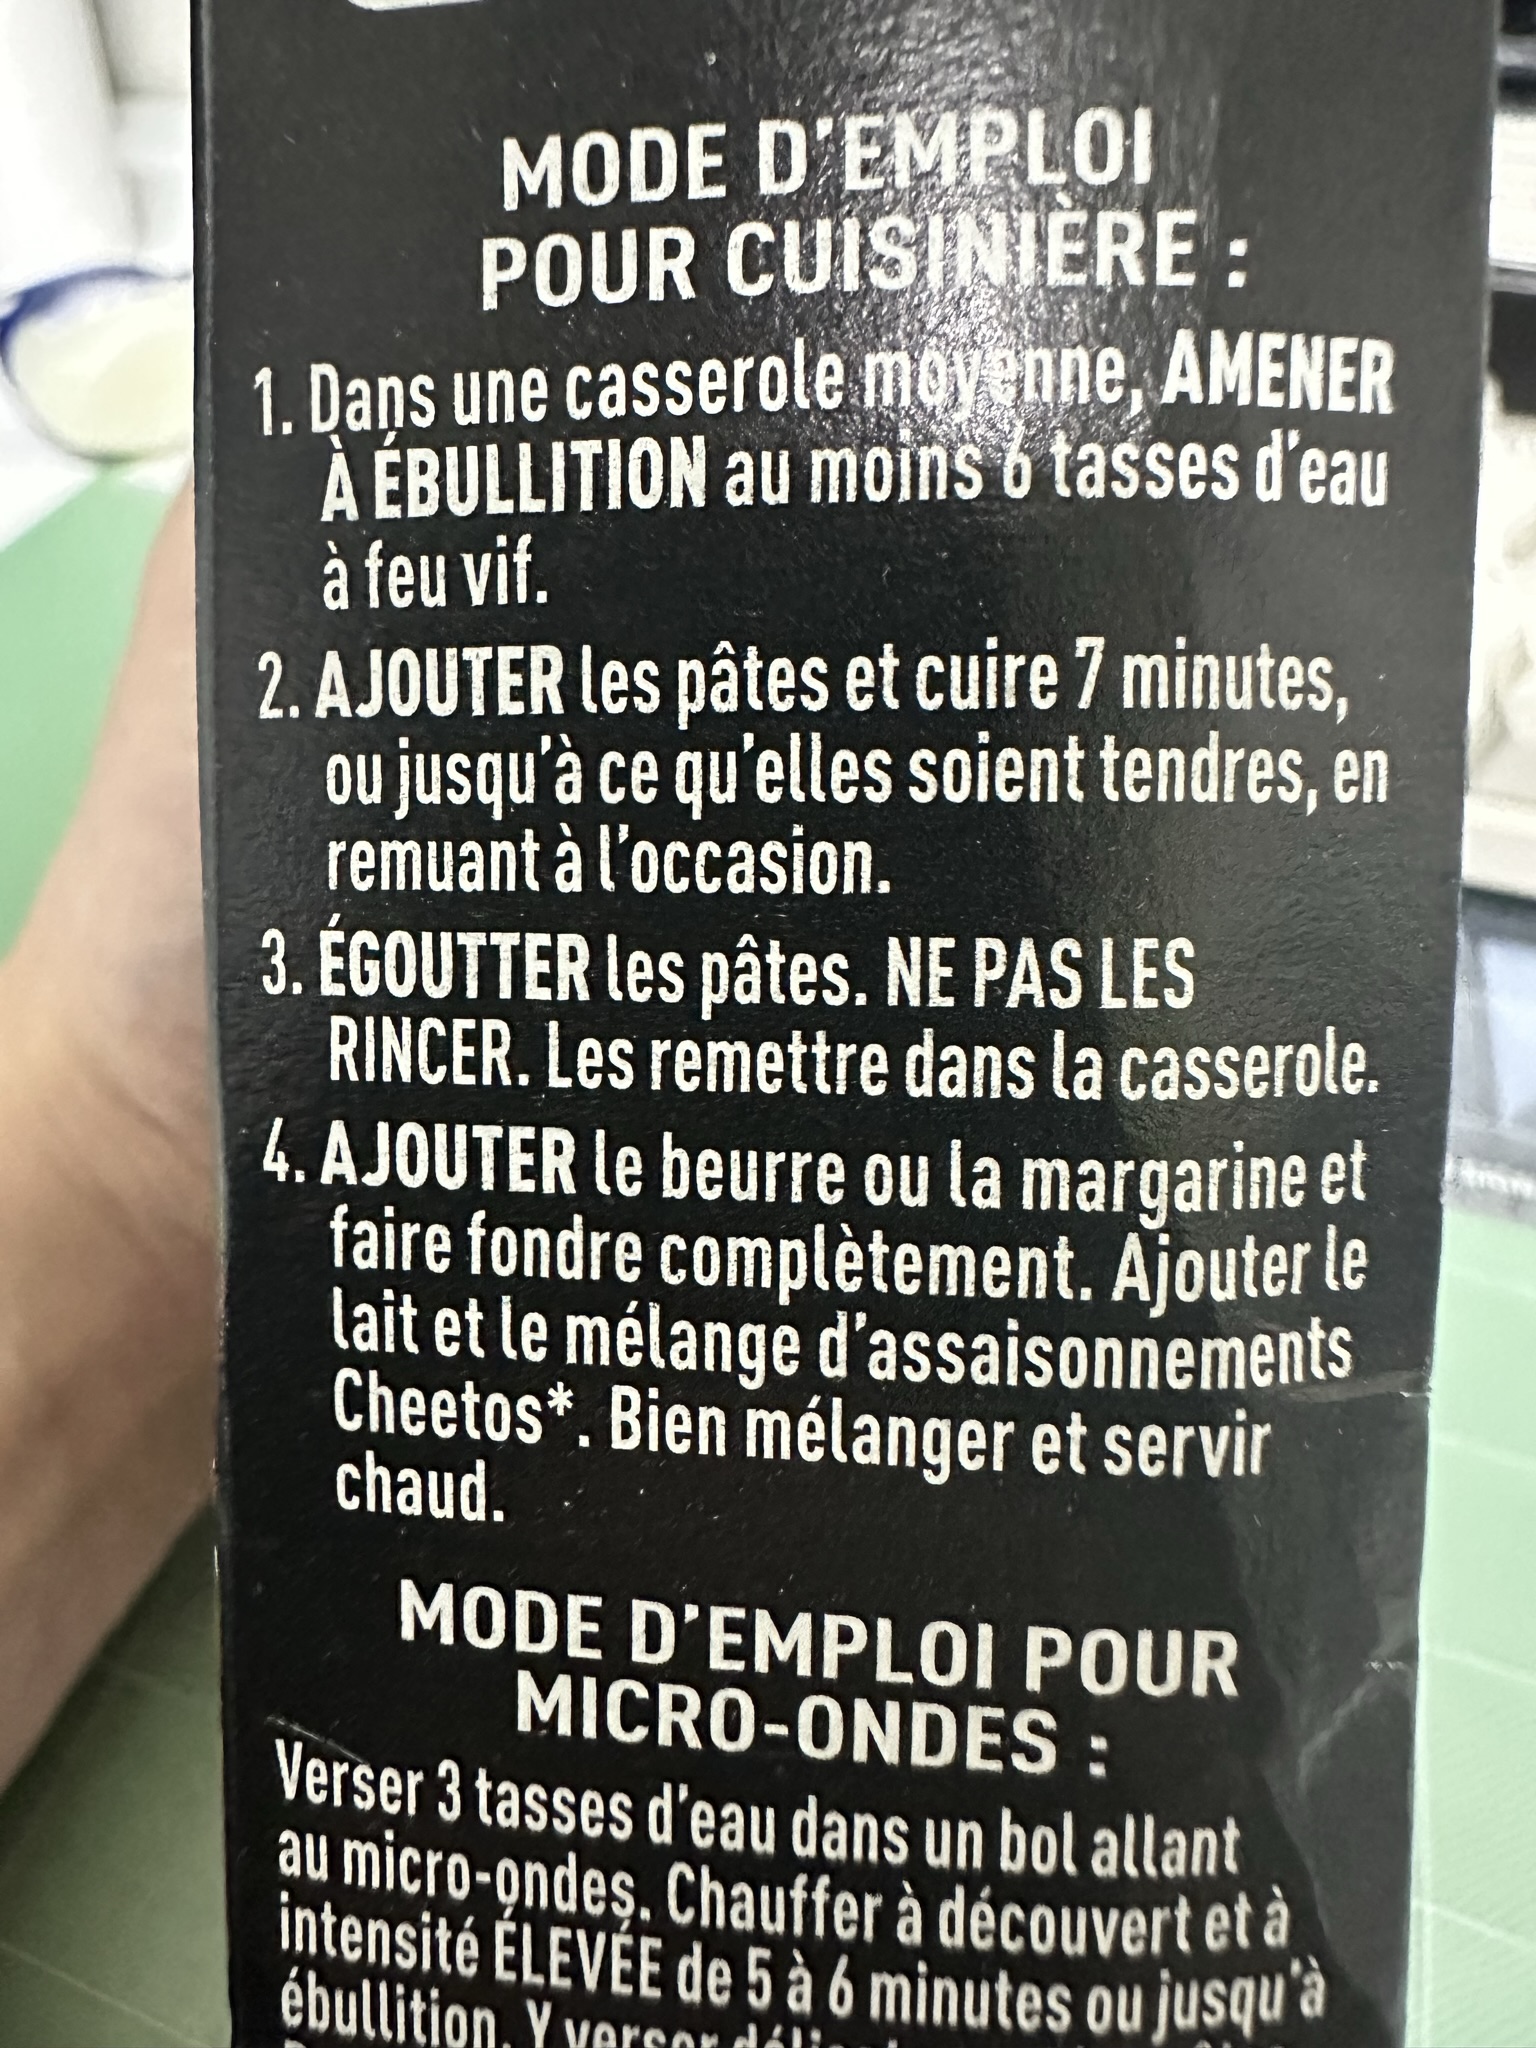 MODE D'EMPLOI
POUR CUISINIÈRE :
1. Dans une casserole moyenne, AMENER
À ÉBULLITION au moins 6 tasses d'eau
à feu vif.
2. AJOUTER les pâtes et cuire 7 minutes,
ou jusqu'à ce qu'elles soient tendres, en
remuant à l'occasion.
3. ÉGOUTTER les pâtes. NE PAS LES
RINCER. Les remettre dans la casserole.
4. AJOUTER le beurre ou la margarine et
faire fondre complètement. Ajouter le
lait et le mélange d'assaisonnements
Cheetos*. Bien mélanger et servir
chaud.
MODE D'EMPLOI POUR
MICRO-ONDES :
Verser 3 tasses d'eau dans un bol allant
au micro-ondes. Chauffer à découvert et à
intensité ÉLEVÉE de 5 à 6 minutes ou jusqu'à
ébullition. Y verser